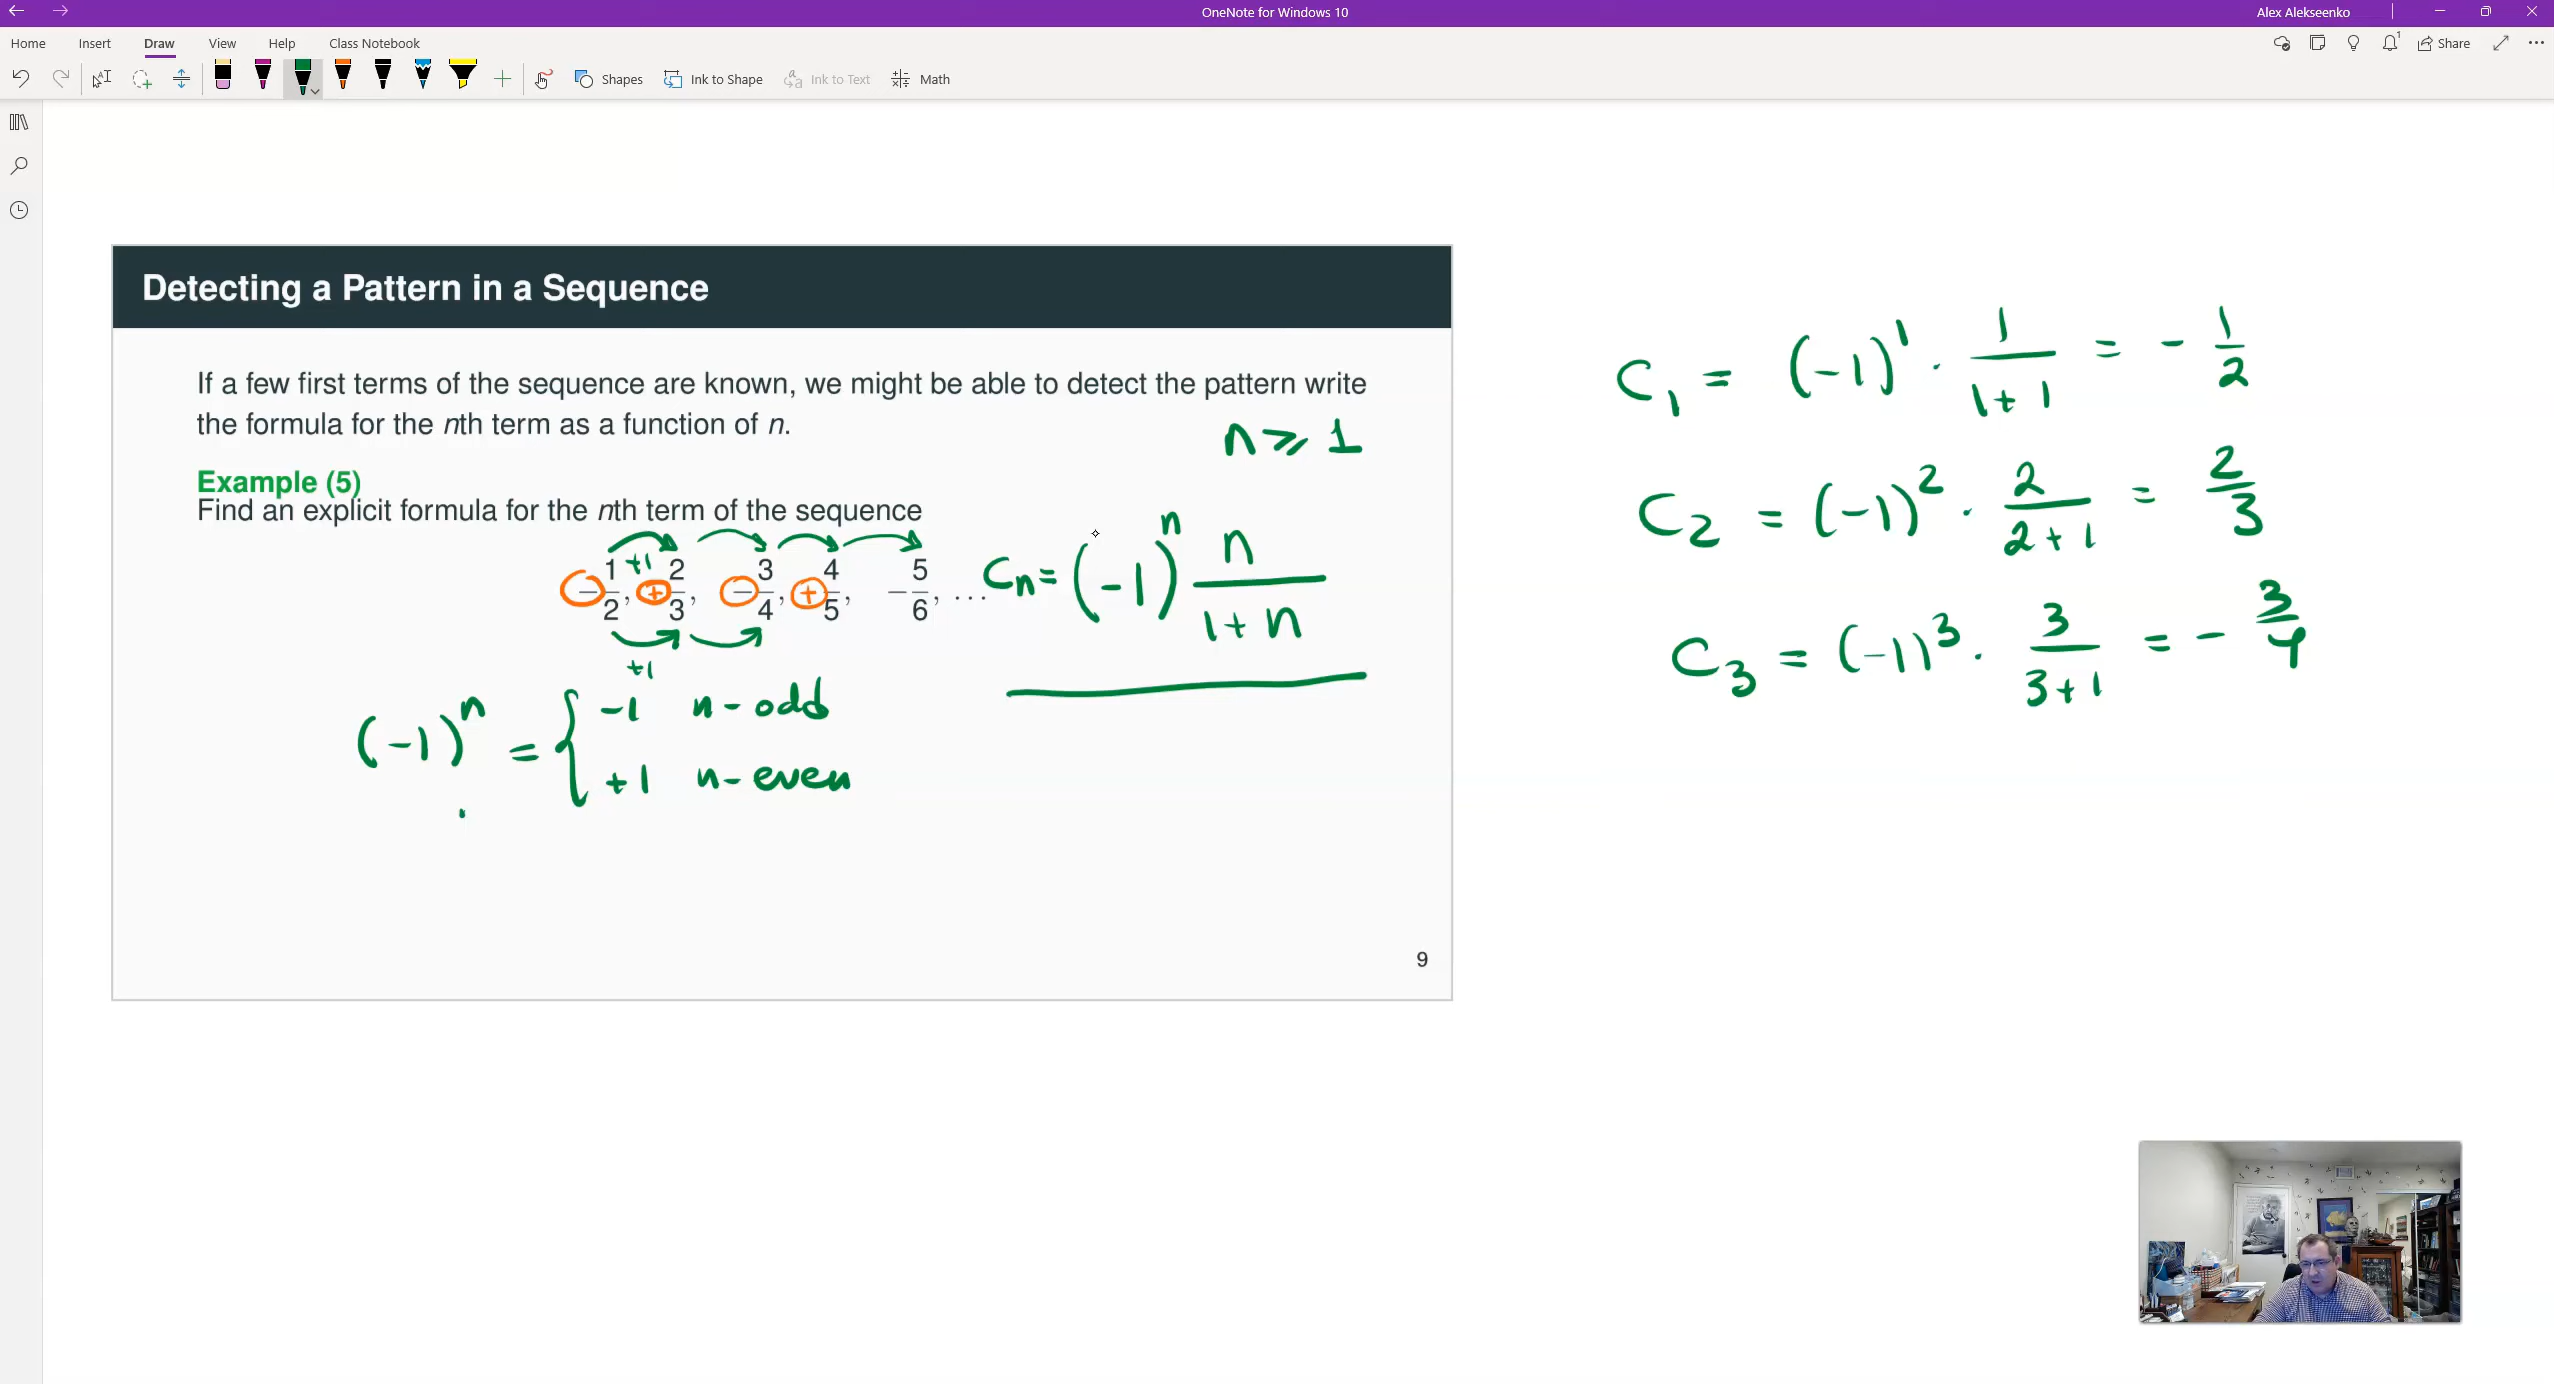 OneNote for Windows 10
Alex Alekseenko
Home Insert Draw View Help Class Notebook
1 Share
Shapes Ink to Shape Ink to Text Math
Detecting a Pattern in a Sequence
If a few first terms of the sequence are known, we might be able to detect the pattern write
the formula for the nth term as a function of n.
n ⩾ 1
Example (5)
Find an explicit formula for the nth term of the sequence
+1
-1/2, +2/3, -3/4, +4/5, -5/6, ...
+1
Cn = (-1)^n n/(1+n)
(-1)^n = { -1 n - odd
+1 n - even
9
C1 = (-1)^1 · 1/(1+1) = - 1/2
C2 = (-1)^2 · 2/(2+1) = 2/3
C3 = (-1)^3 · 3/(3+1) = - 3/4